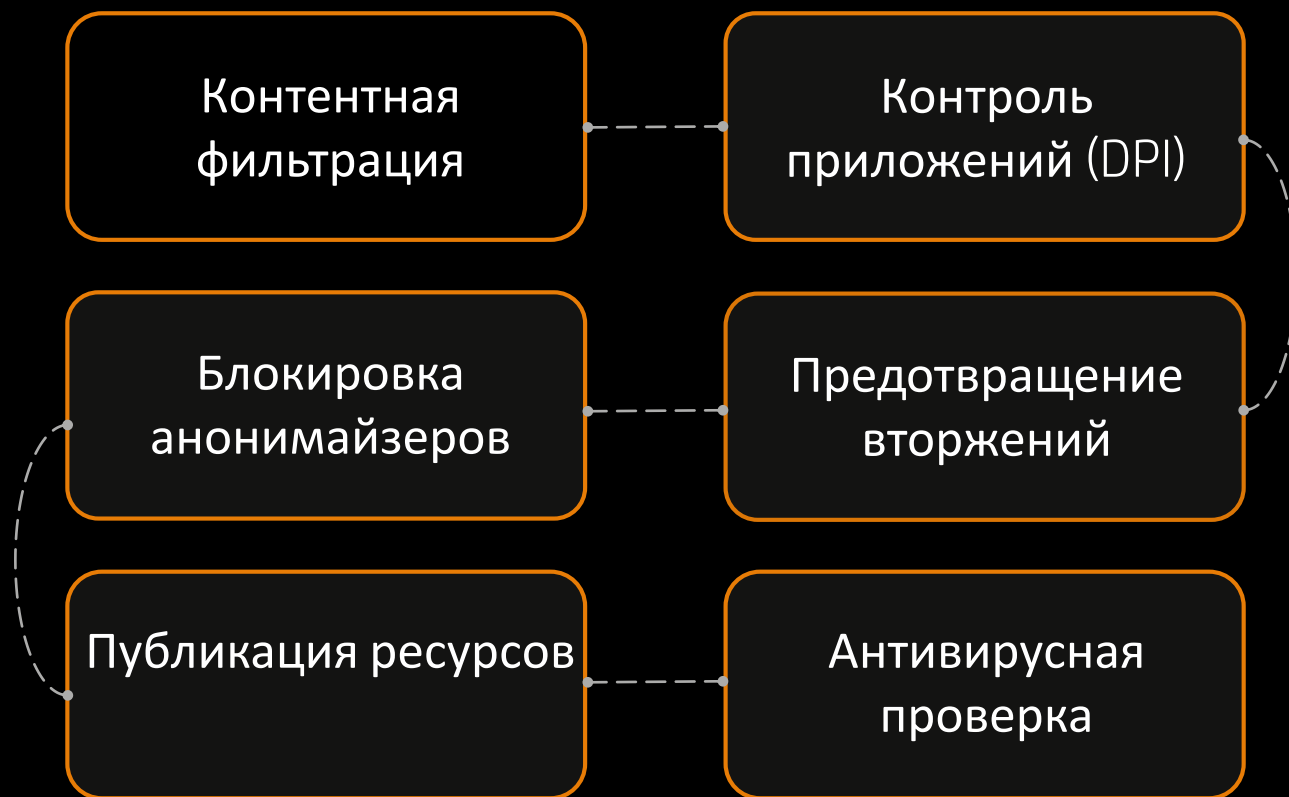 Контентная
фильтрация
Контроль
приложений (DPI)
Блокировка
анонимайзеров
Предотвращение
вторжений
Публикация ресурсов
Антивирусная
проверка